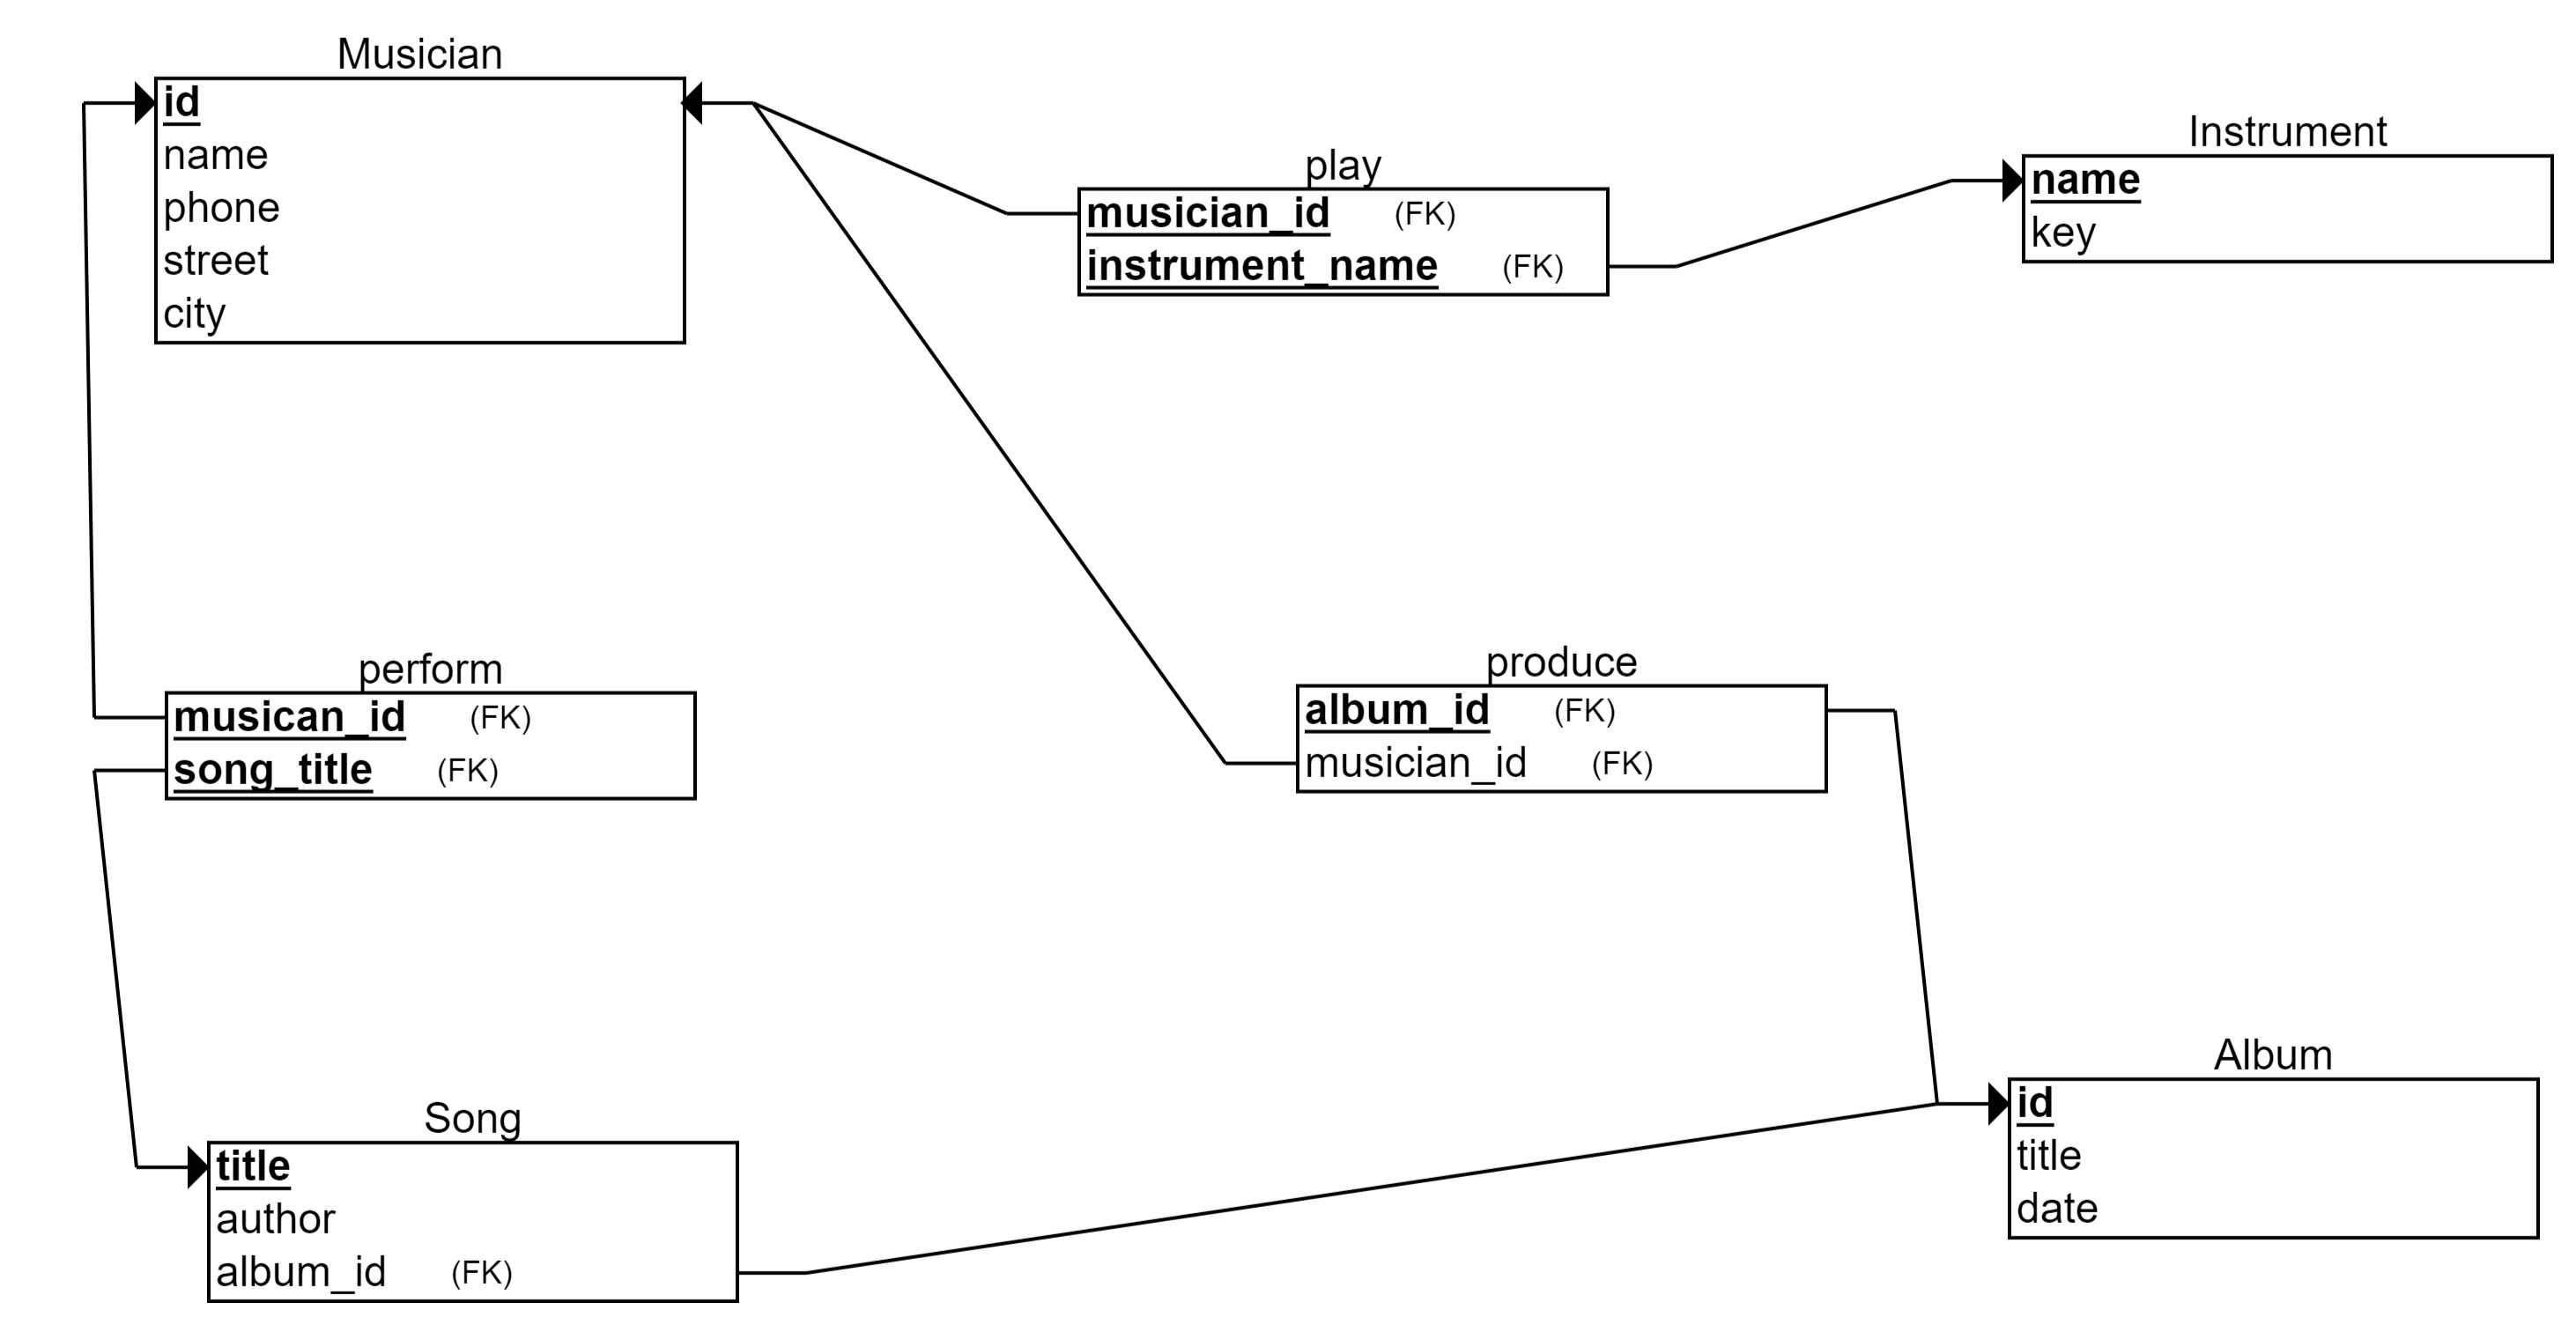 Musician
id
name
phone
street
city
play
musician_id (FK)
instrument_name (FK)
Instrument
name
key
perform
musican_id (FK)
song_title (FK)
produce
album_id (FK)
musician_id (FK)
Song
title
author
album_id (FK)
Album
id
title
date